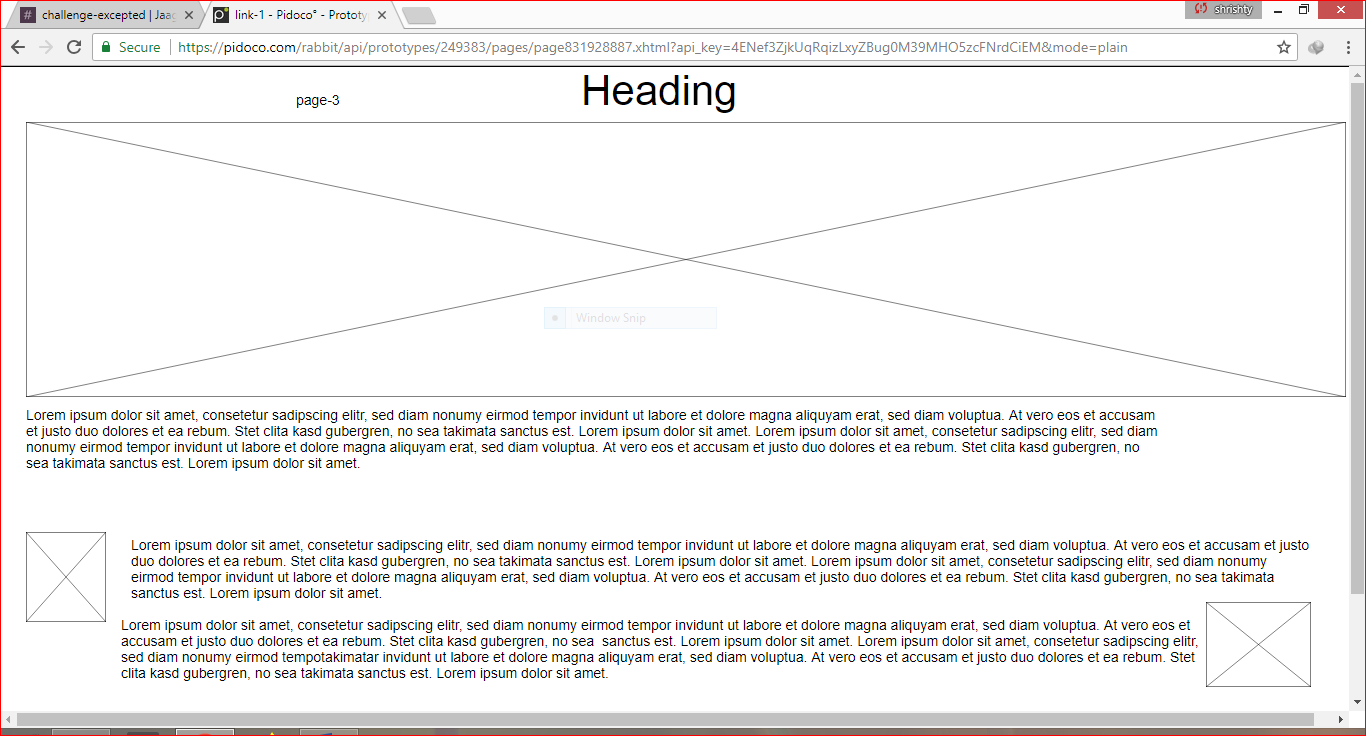 challenge-excepted | Jaag
link-1 - Pidoco° - Prototyp
shrishty
Secure
https://pidoco.com/rabbit/api/prototypes/249383/pages/page831928887.xhtml?api_key=4ENef3ZjkUqRqizLxyZBug0M39MHO5zcFNrdCiEM&mode=plain
Heading
page-3
Window Snip
Lorem ipsum dolor sit amet, consetetur sadipscing elitr, sed diam nonumy eirmod tempor invidunt ut labore et dolore magna aliquyam erat, sed diam voluptua. At vero eos et accusam
et justo duo dolores et ea rebum. Stet clita kasd gubergren, no sea takimata sanctus est. Lorem ipsum dolor sit amet. Lorem ipsum dolor sit amet, consetetur sadipscing elitr, sed diam
nonumy eirmod tempor invidunt ut labore et dolore magna aliquyam erat, sed diam voluptua. At vero eos et accusam et justo duo dolores et ea rebum. Stet clita kasd gubergren, no
sea takimata sanctus est. Lorem ipsum dolor sit amet.
Lorem ipsum dolor sit amet, consetetur sadipscing elitr, sed diam nonumy eirmod tempor invidunt ut labore et dolore magna aliquyam erat, sed diam voluptua. At vero eos et accusam et justo
duo dolores et ea rebum. Stet clita kasd gubergren, no sea takimata sanctus est. Lorem ipsum dolor sit amet. Lorem ipsum dolor sit amet, consetetur sadipscing elitr, sed diam nonumy
eirmod tempor invidunt ut labore et dolore magna aliquyam erat, sed diam voluptua. At vero eos et accusam et justo duo dolores et ea rebum. Stet clita kasd gubergren, no sea takimata
sanctus est. Lorem ipsum dolor sit amet.
Lorem ipsum dolor sit amet, consetetur sadipscing elitr, sed diam nonumy eirmod tempor invidunt ut labore et dolore magna aliquyam erat, sed diam voluptua. At vero eos et
accusam et justo duo dolores et ea rebum. Stet clita kasd gubergren, no sea  sanctus est. Lorem ipsum dolor sit amet. Lorem ipsum dolor sit amet, consetetur sadipscing elitr,
sed diam nonumy eirmod tempotakimatar invidunt ut labore et dolore magna aliquyam erat, sed diam voluptua. At vero eos et accusam et justo duo dolores et ea rebum. Stet
clita kasd gubergren, no sea takimata sanctus est. Lorem ipsum dolor sit amet.